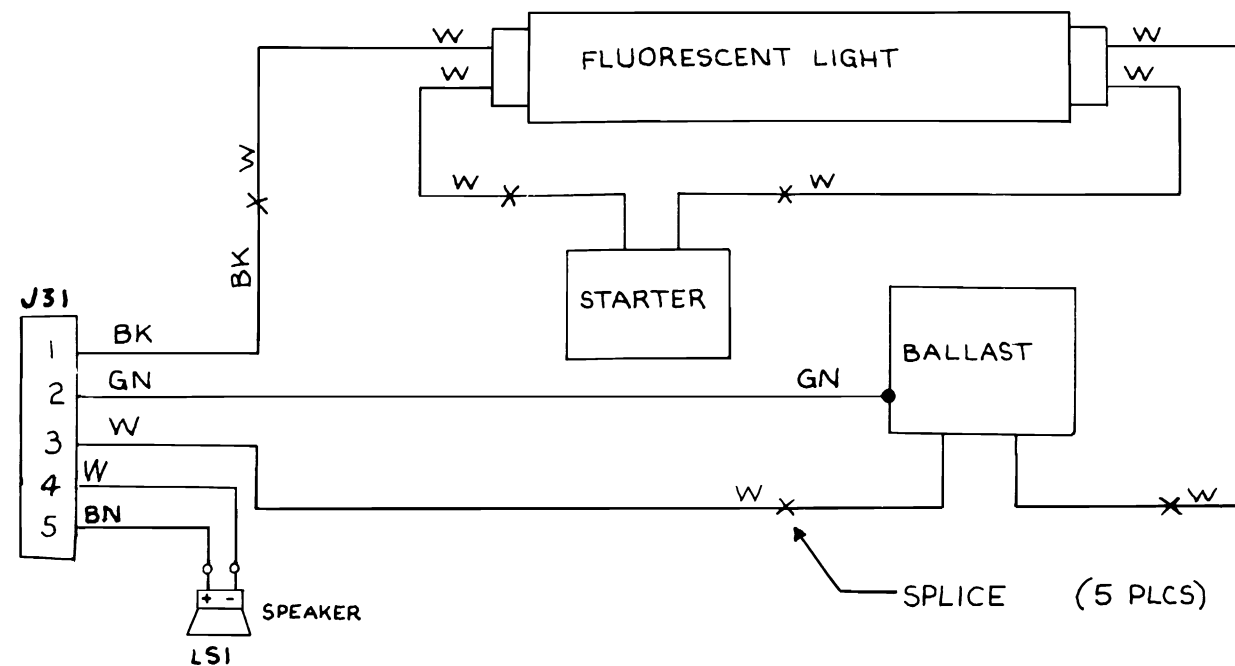 W
FLUORESCENT LIGHT
W
W
W
W
BK
W
W
STARTER
BALLAST
J31
1 BK
2 GN
GN
3 W
4 W
5 BN
W
W
SPLICE (5 PLCS)
+ -
SPEAKER
LS1